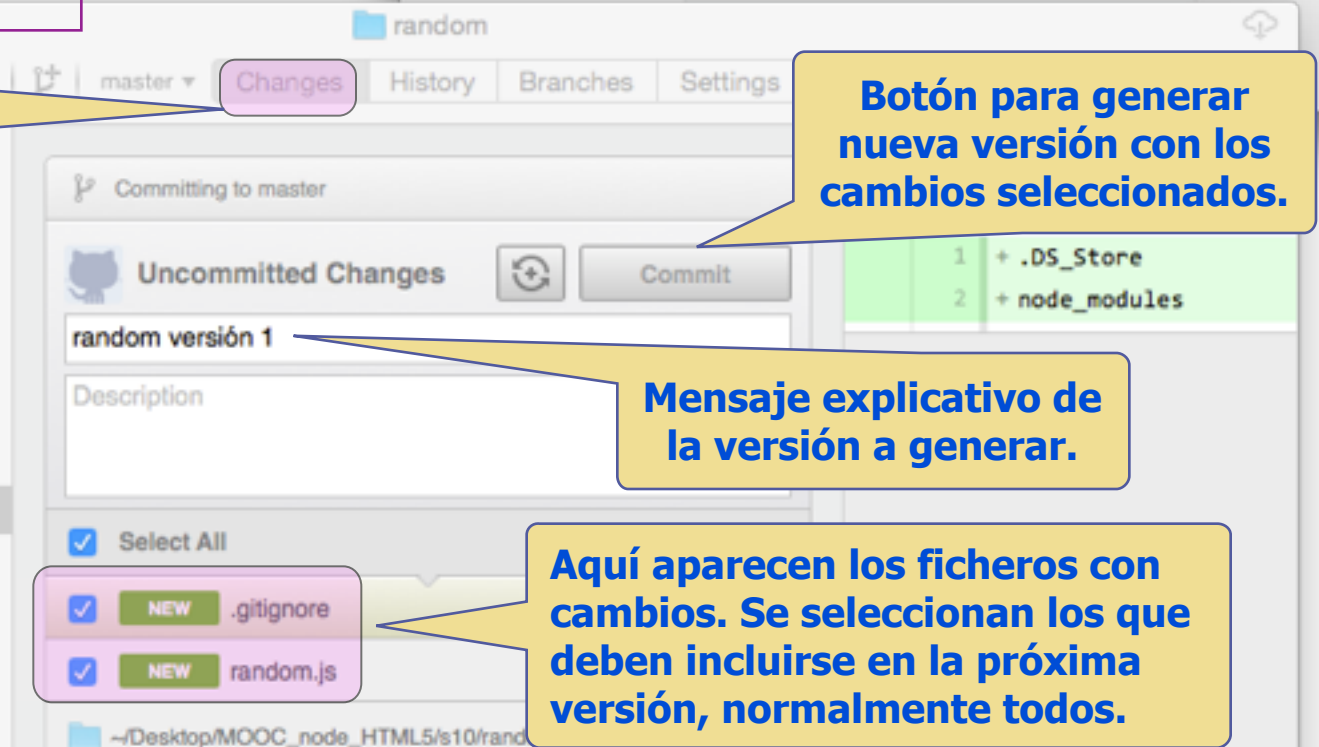 random
master
Changes
History
Branches
Settings
Botón para generar
nueva versión con los
cambios seleccionados.
Committing to master
Uncommitted Changes
Commit
1 + .DS_Store
2 + node_modules
random versión 1
Description
Mensaje explicativo de
la versión a generar.
Select All
NEW .gitignore
NEW random.js
Aquí aparecen los ficheros con
cambios. Se seleccionan los que
deben incluirse en la próxima
versión, normalmente todos.
~/Desktop/MOOC_node_HTML5/s10/rand